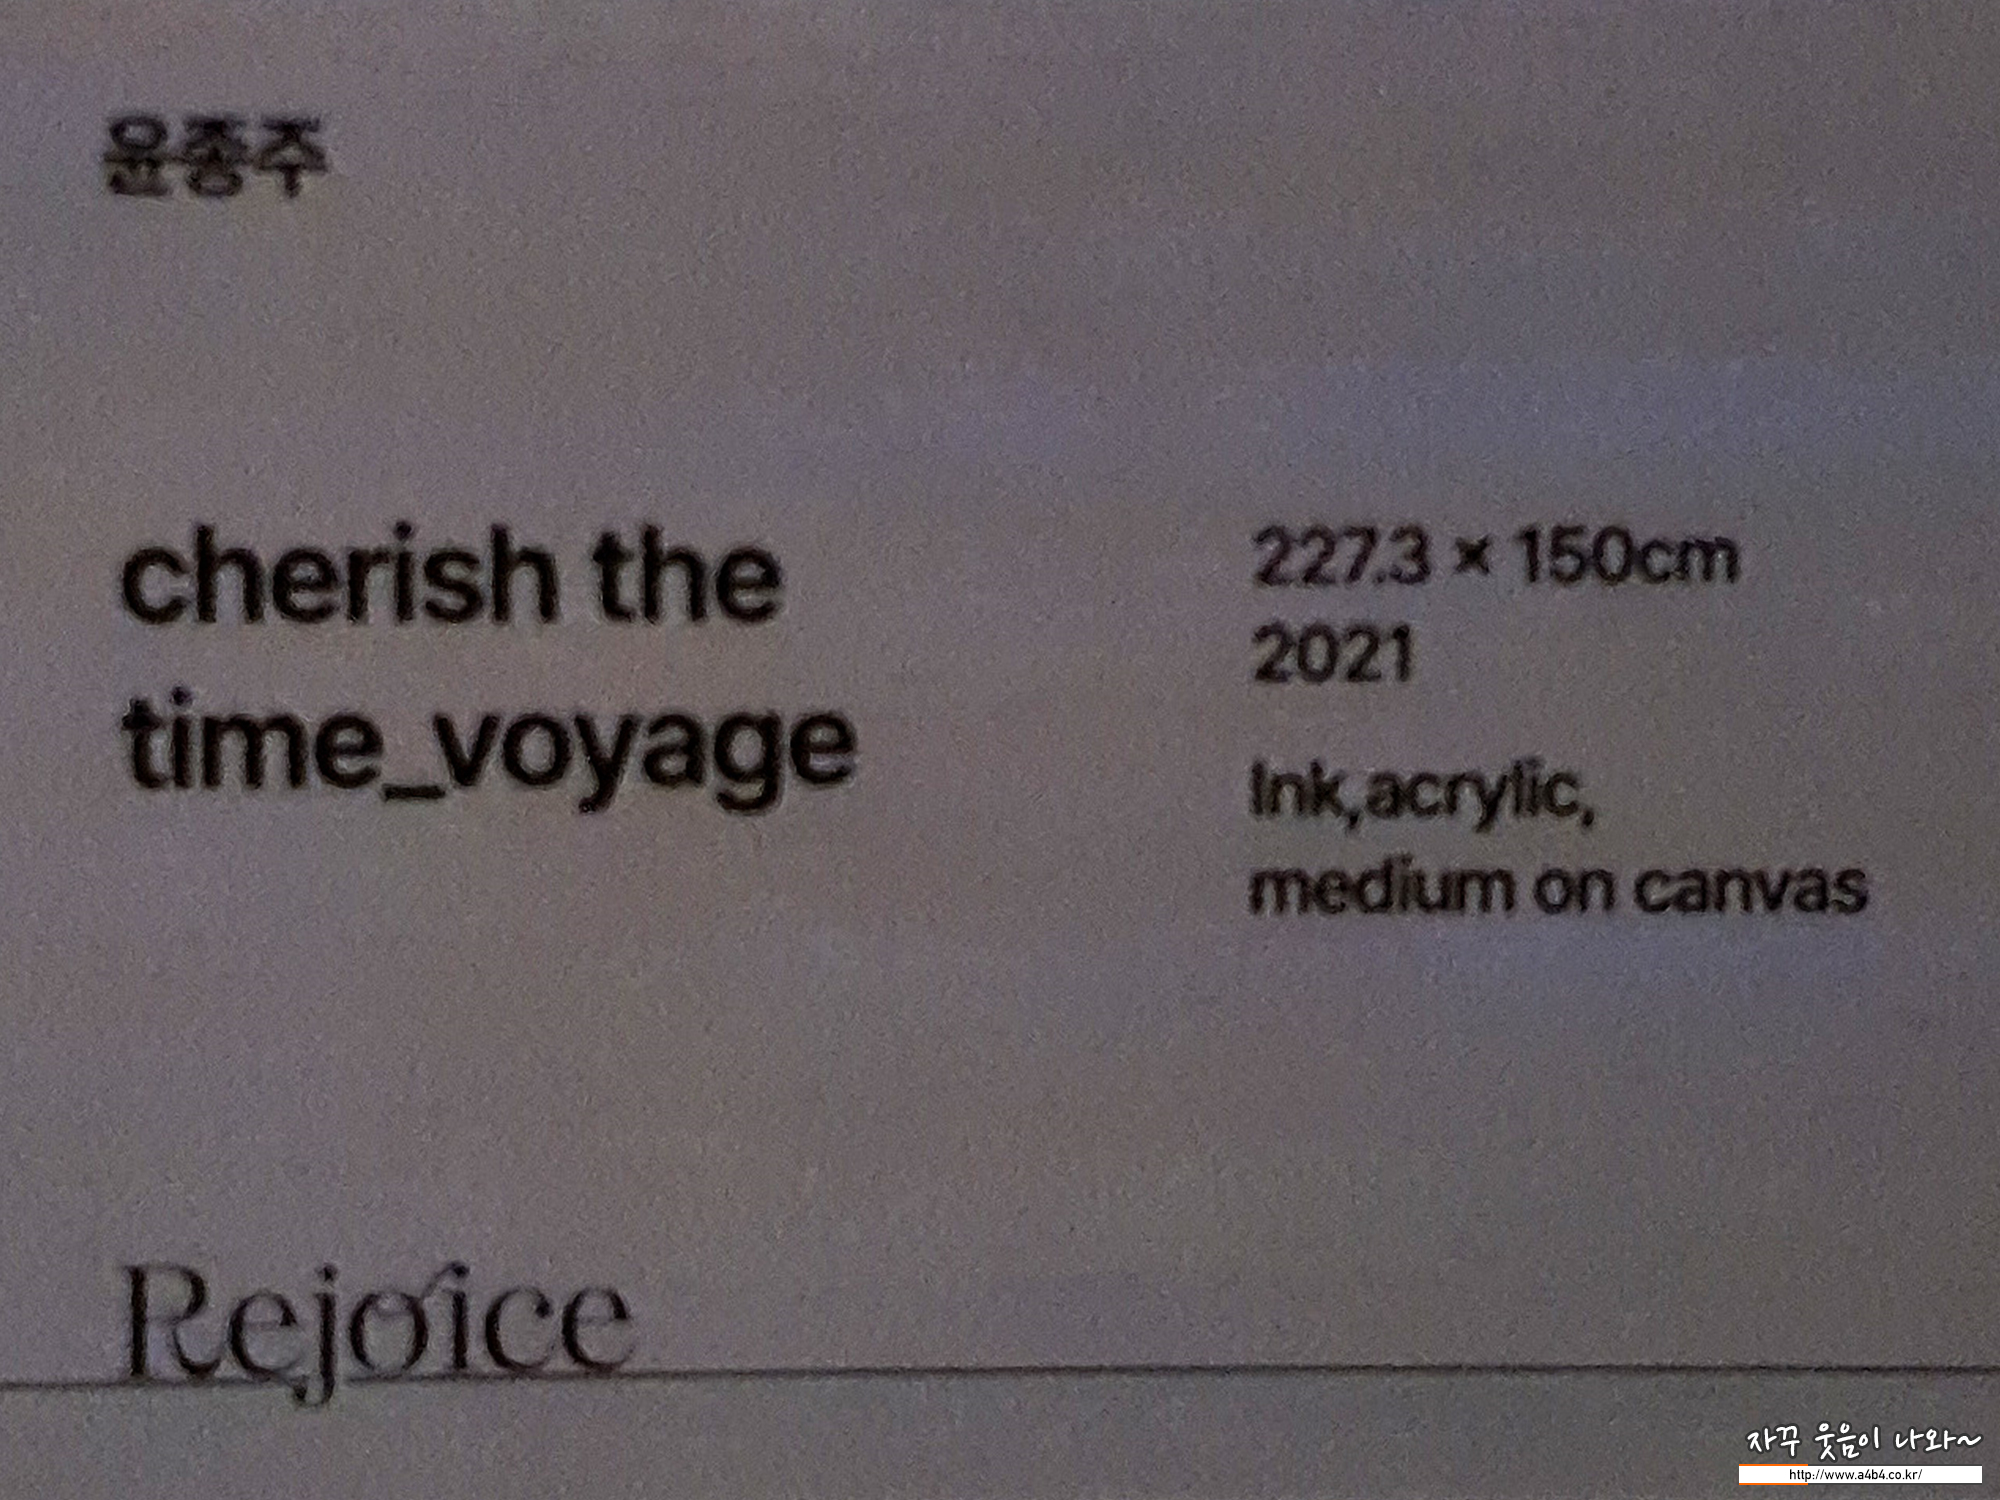 윤종주
cherish the
time_voyage
227.3 × 150cm
2021
Ink,acrylic,
medium on canvas
Rejoice
자꾸 웃음이 나와~
http://www.a4b4.co.kr/